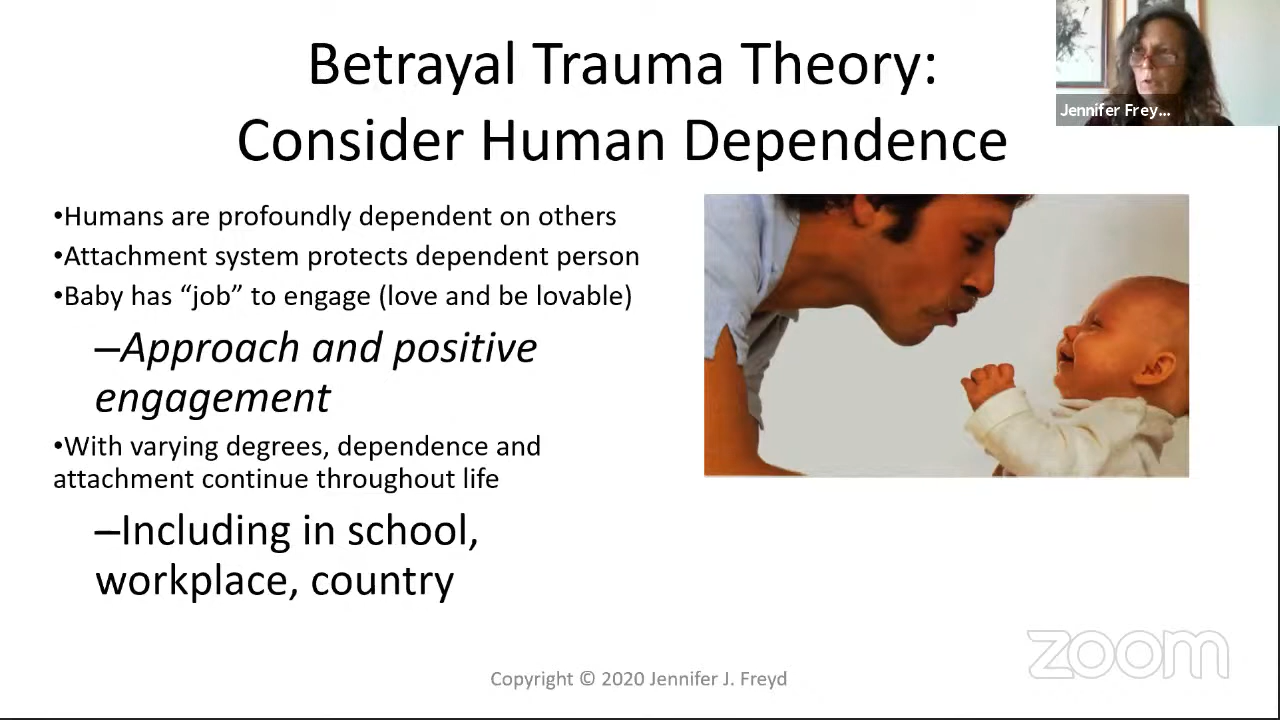 Betrayal Trauma Theory:
Consider Human Dependence
Jennifer Frey...
•Humans are profoundly dependent on others
•Attachment system protects dependent person
•Baby has “job” to engage (love and be lovable)
–Approach and positive
engagement
•With varying degrees, dependence and
attachment continue throughout life
–Including in school,
workplace, country
Copyright © 2020 Jennifer J. Freyd
zoom